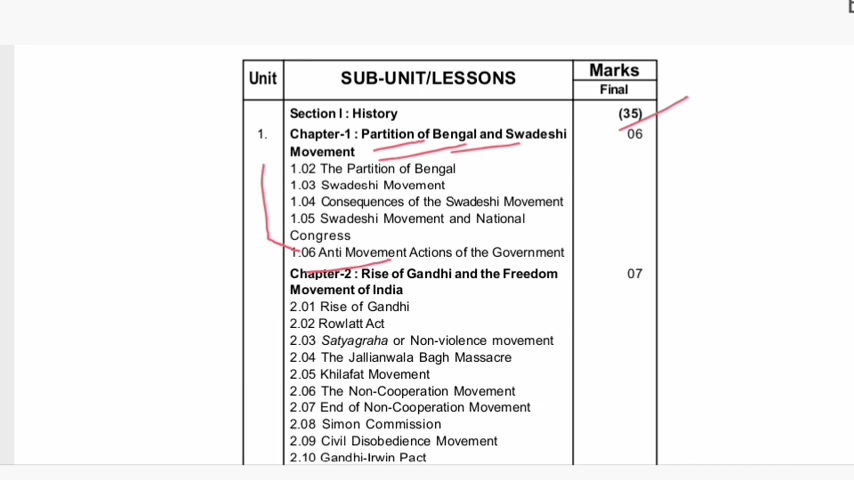 Unit SUB-UNIT/LESSONS Marks
Final
Section I : History (35)
1. Chapter-1 : Partition of Bengal and Swadeshi 06
Movement
1.02 The Partition of Bengal
1.03 Swadeshi Movement
1.04 Consequences of the Swadeshi Movement
1.05 Swadeshi Movement and National
Congress
1.06 Anti Movement Actions of the Government
Chapter-2 : Rise of Gandhi and the Freedom 07
Movement of India
2.01 Rise of Gandhi
2.02 Rowlatt Act
2.03 Satyagraha or Non-violence movement
2.04 The Jallianwala Bagh Massacre
2.05 Khilafat Movement
2.06 The Non-Cooperation Movement
2.07 End of Non-Cooperation Movement
2.08 Simon Commission
2.09 Civil Disobedience Movement
2.10 Gandhi-Irwin Pact